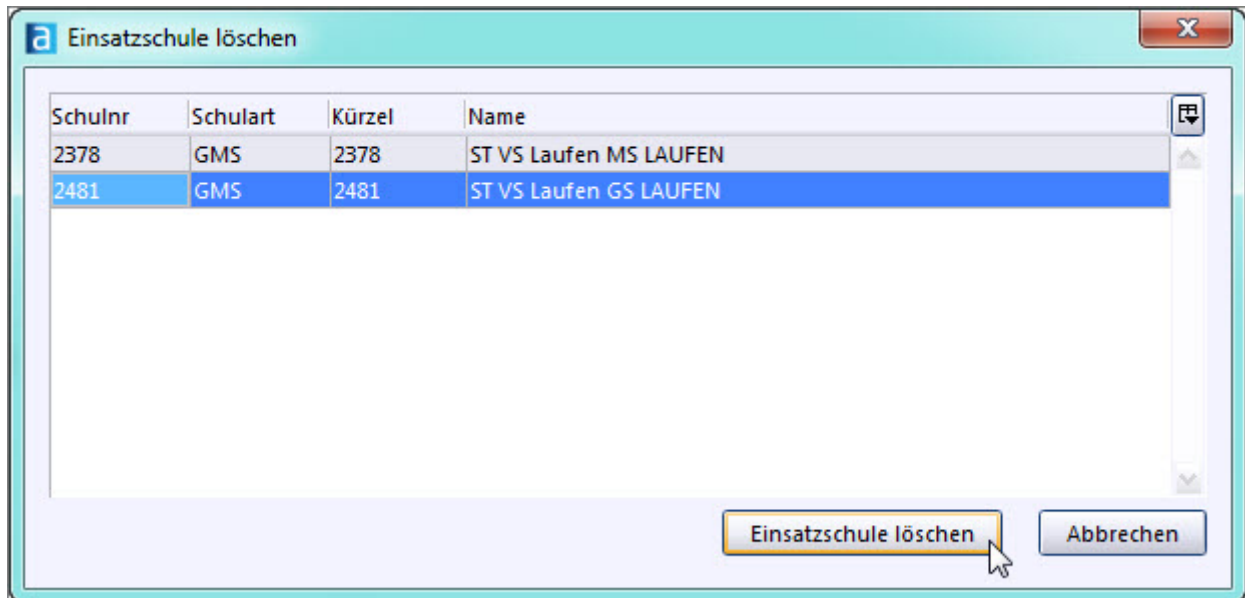 Einsatzschule löschen
Schulnr Schulart Kürzel Name
2378 GMS 2378 ST VS Laufen MS LAUFEN
2481 GMS 2481 ST VS Laufen GS LAUFEN
Einsatzschule löschen Abbrechen